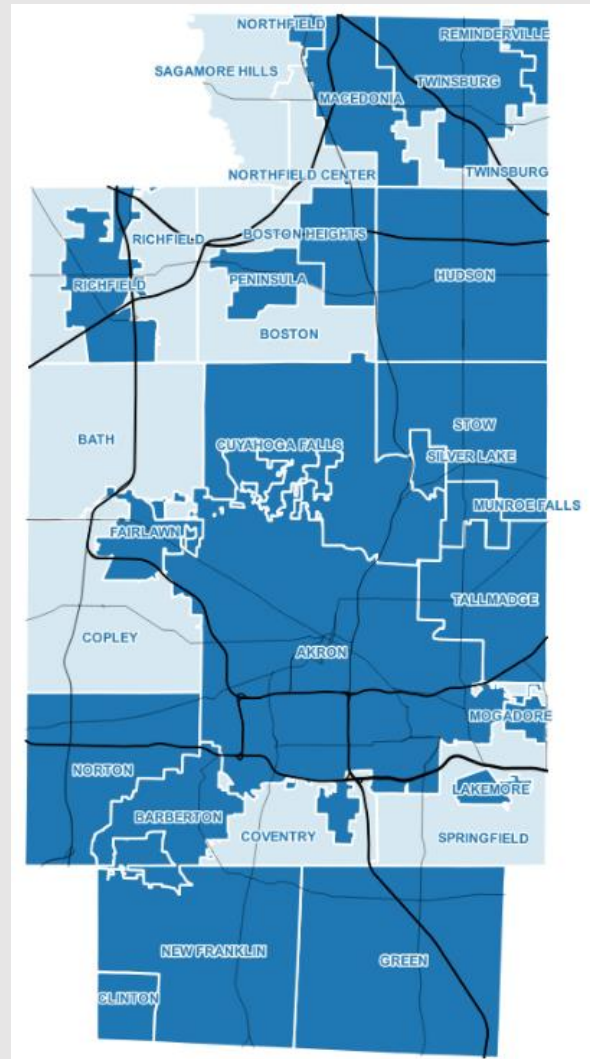 NORTHFIELD
REMINDERVILLE
SAGAMORE HILLS
TWINSBURG
MACEDONIA
NORTHFIELD CENTER
TWINSBURG
RICHFIELD
BOSTON HEIGHTS
HUDSON
PENINSULA
RICHFIELD
BOSTON
STOW
BATH
CUYAHOGA FALLS
SILVER LAKE
MUNROE FALLS
FAIRLAWN
TALLMADGE
COPLEY
AKRON
MOGADORE
NORTON
LAKEMORE
BARBERTON
COVENTRY
SPRINGFIELD
NEW FRANKLIN
GREEN
CLINTON